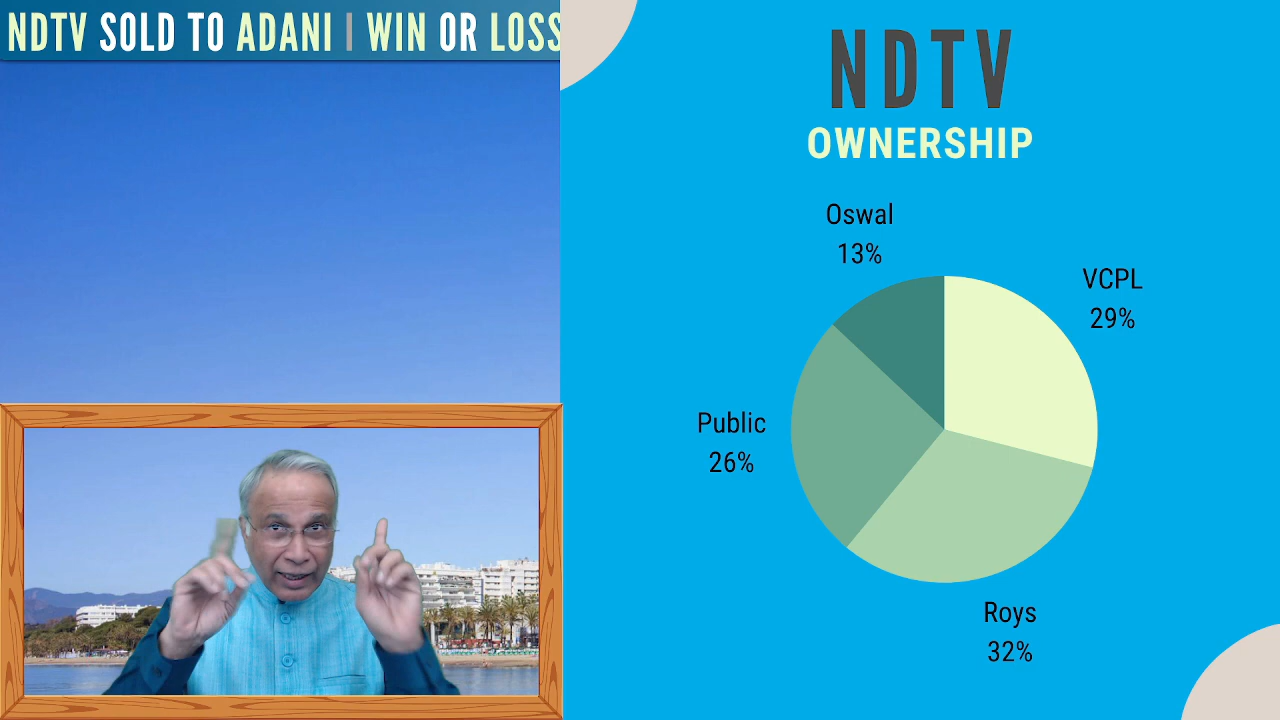 NDTV SOLD TO ADANI | WIN OR LOSS
NDTV
OWNERSHIP
Oswal
13%
VCPL
29%
Public
26%
Roys
32%